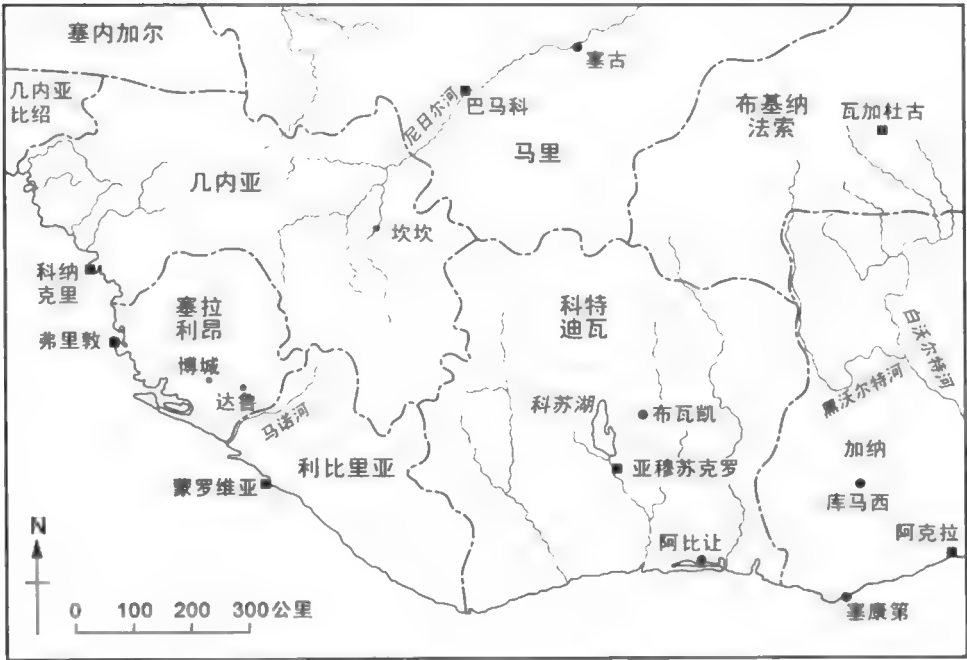 塞内加尔
几内亚
比绍
塞古
巴马科
尼日尔河
马里
布基纳
法索
瓦加杜古
几内亚
坎坎
科纳
克里
塞拉
利昂
弗里敦
博城
达鲁
马诺河
科特
迪瓦
科苏湖
布瓦凯
白沃尔特河
黑沃尔特河
利比里亚
亚穆苏克罗
加纳
蒙罗维亚
库马西
阿克拉
阿比让
塞康第
N
0 100 200 300公里